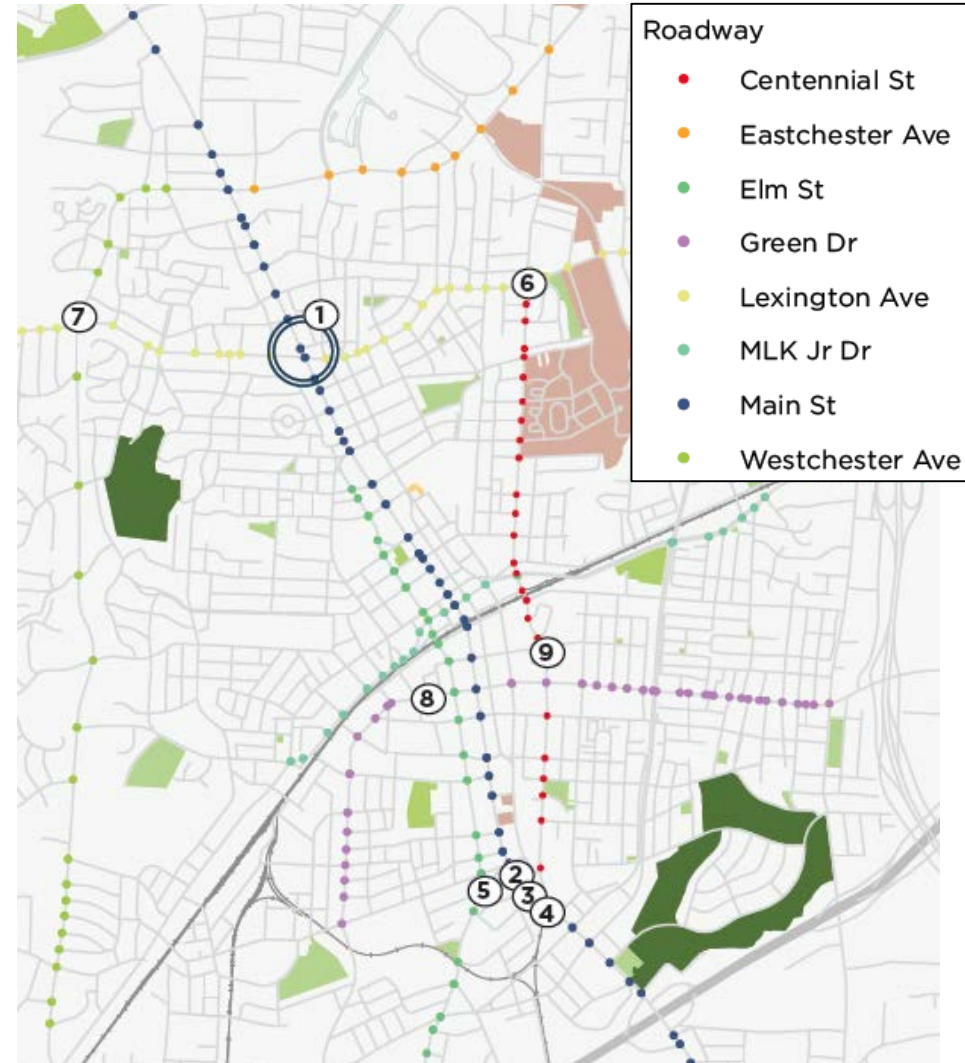 Roadway
Centennial St
Eastchester Ave
Elm St
Green Dr
Lexington Ave
MLK Jr Dr
Main St
Westchester Ave
6
1
7
9
8
2
5
3
4